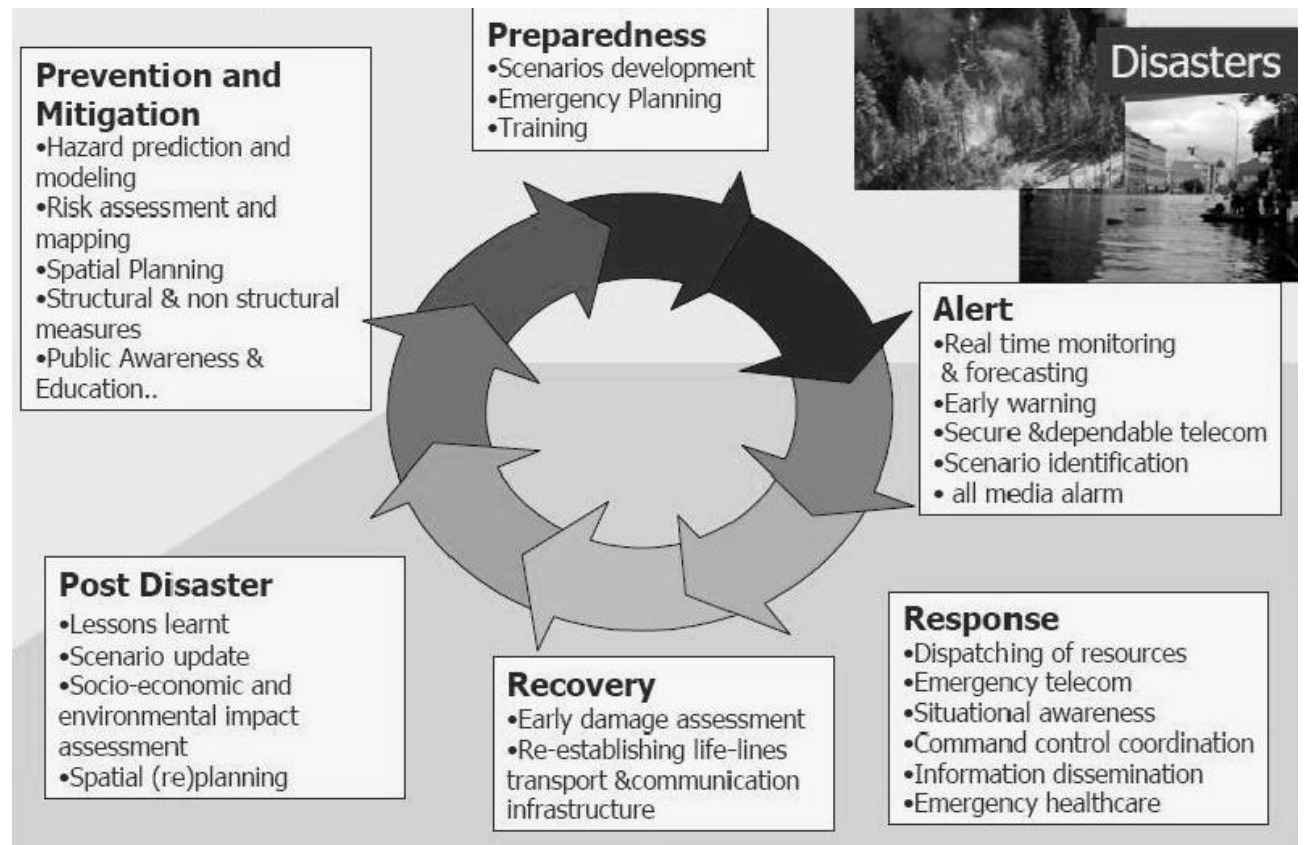 Preparedness
•Scenarios development
•Emergency Planning
•Training
Disasters
Prevention and
Mitigation
•Hazard prediction and
modeling
•Risk assessment and
mapping
•Spatial Planning
•Structural & non structural
measures
•Public Awareness &
Education..
Alert
•Real time monitoring
& forecasting
•Early warning
•Secure &dependable telecom
•Scenario identification
• all media alarm
Post Disaster
•Lessons learnt
•Scenario update
•Socio-economic and
environmental impact
assessment
•Spatial (re)planning
Recovery
•Early damage assessment
•Re-establishing life-lines
transport &communication
infrastructure
Response
•Dispatching of resources
•Emergency telecom
•Situational awareness
•Command control coordination
•Information dissemination
•Emergency healthcare